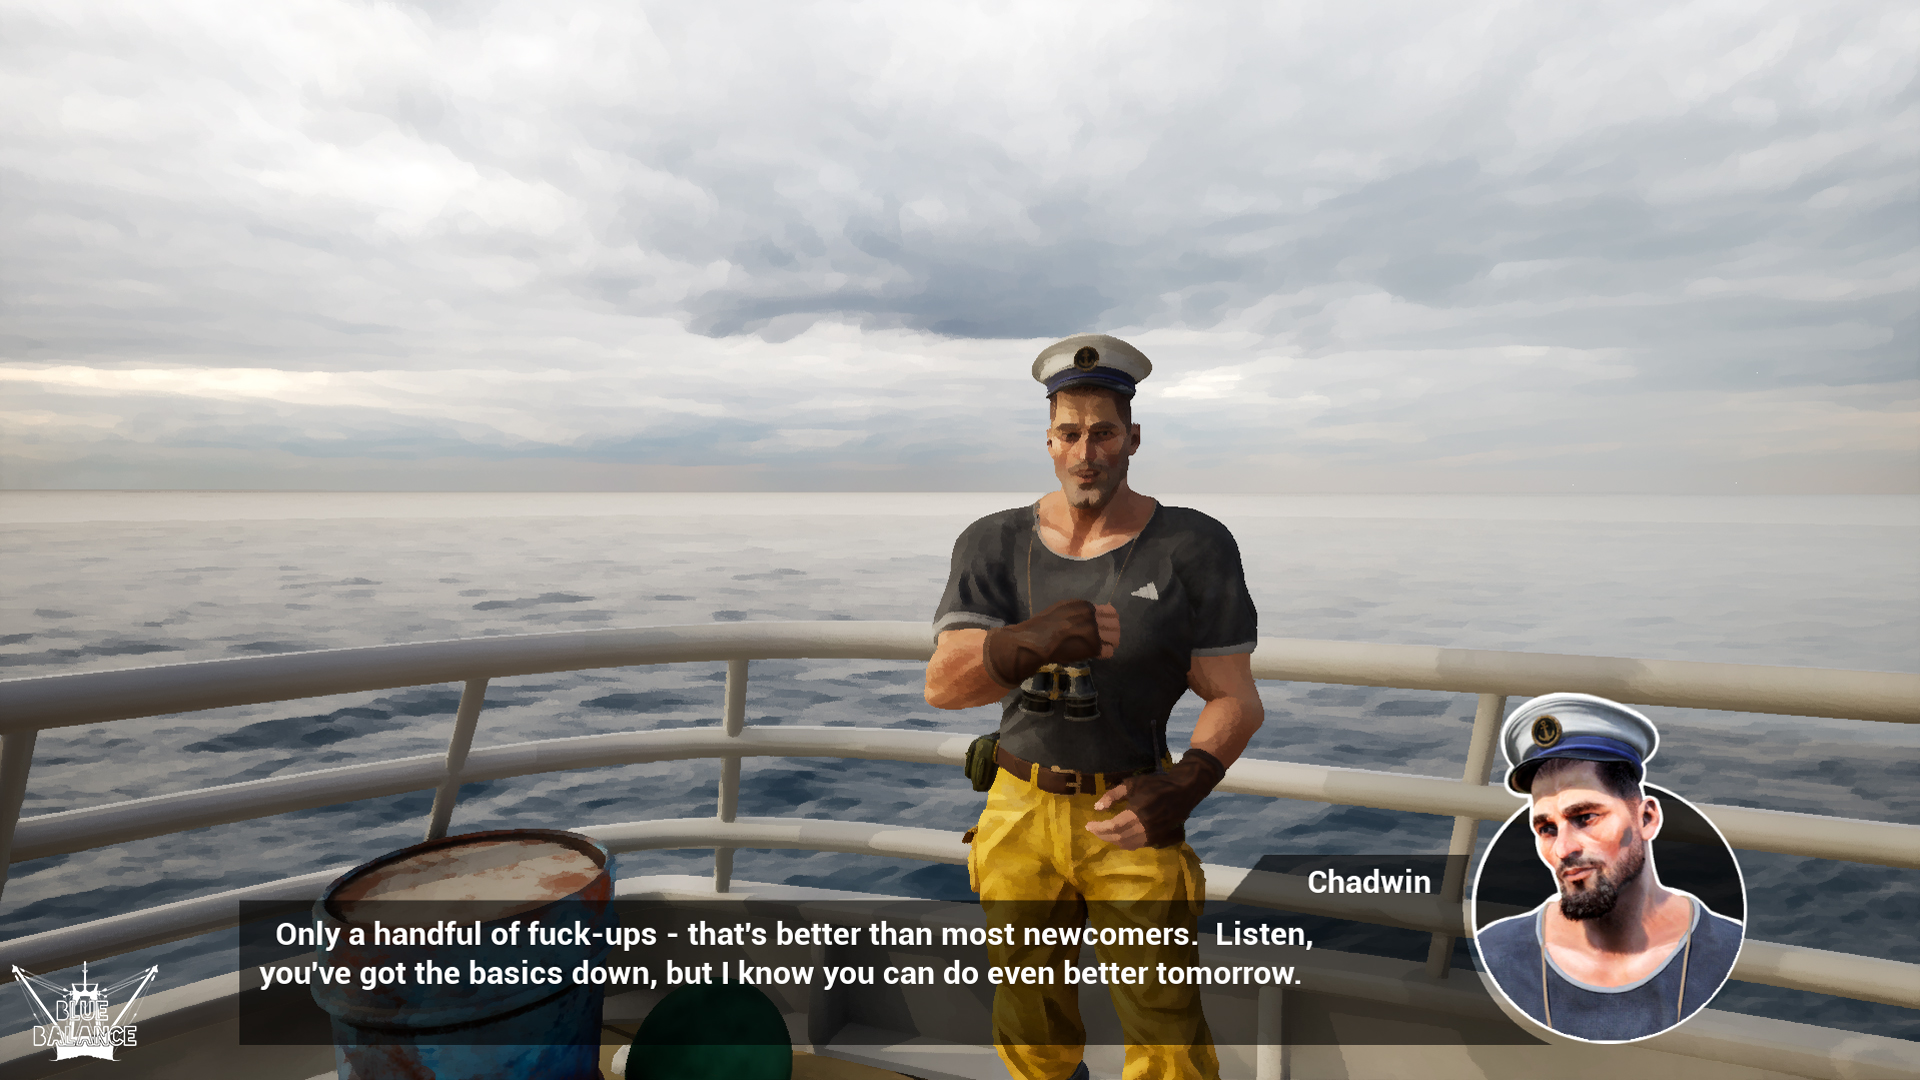 Chadwin
Only a handful of fuck-ups - that's better than most newcomers.  Listen,
you've got the basics down, but I know you can do even better tomorrow.
BLUE
BALANCE